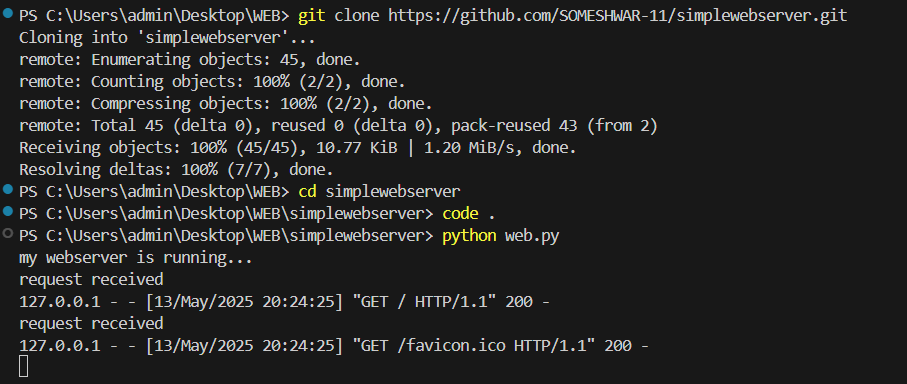 PS C:\Users\admin\Desktop\WEB> git clone https://github.com/SOMESHWAR-11/simplewebserver.git
Cloning into 'simplewebserver'...
remote: Enumerating objects: 45, done.
remote: Counting objects: 100% (2/2), done.
remote: Compressing objects: 100% (2/2), done.
remote: Total 45 (delta 0), reused 0 (delta 0), pack-reused 43 (from 2)
Receiving objects: 100% (45/45), 10.77 KiB | 1.20 MiB/s, done.
Resolving deltas: 100% (7/7), done.
PS C:\Users\admin\Desktop\WEB> cd simplewebserver
PS C:\Users\admin\Desktop\WEB\simplewebserver> code .
PS C:\Users\admin\Desktop\WEB\simplewebserver> python web.py
my webserver is running...
request received
127.0.0.1 - - [13/May/2025 20:24:25] "GET / HTTP/1.1" 200 -
request received
127.0.0.1 - - [13/May/2025 20:24:25] "GET /favicon.ico HTTP/1.1" 200 -